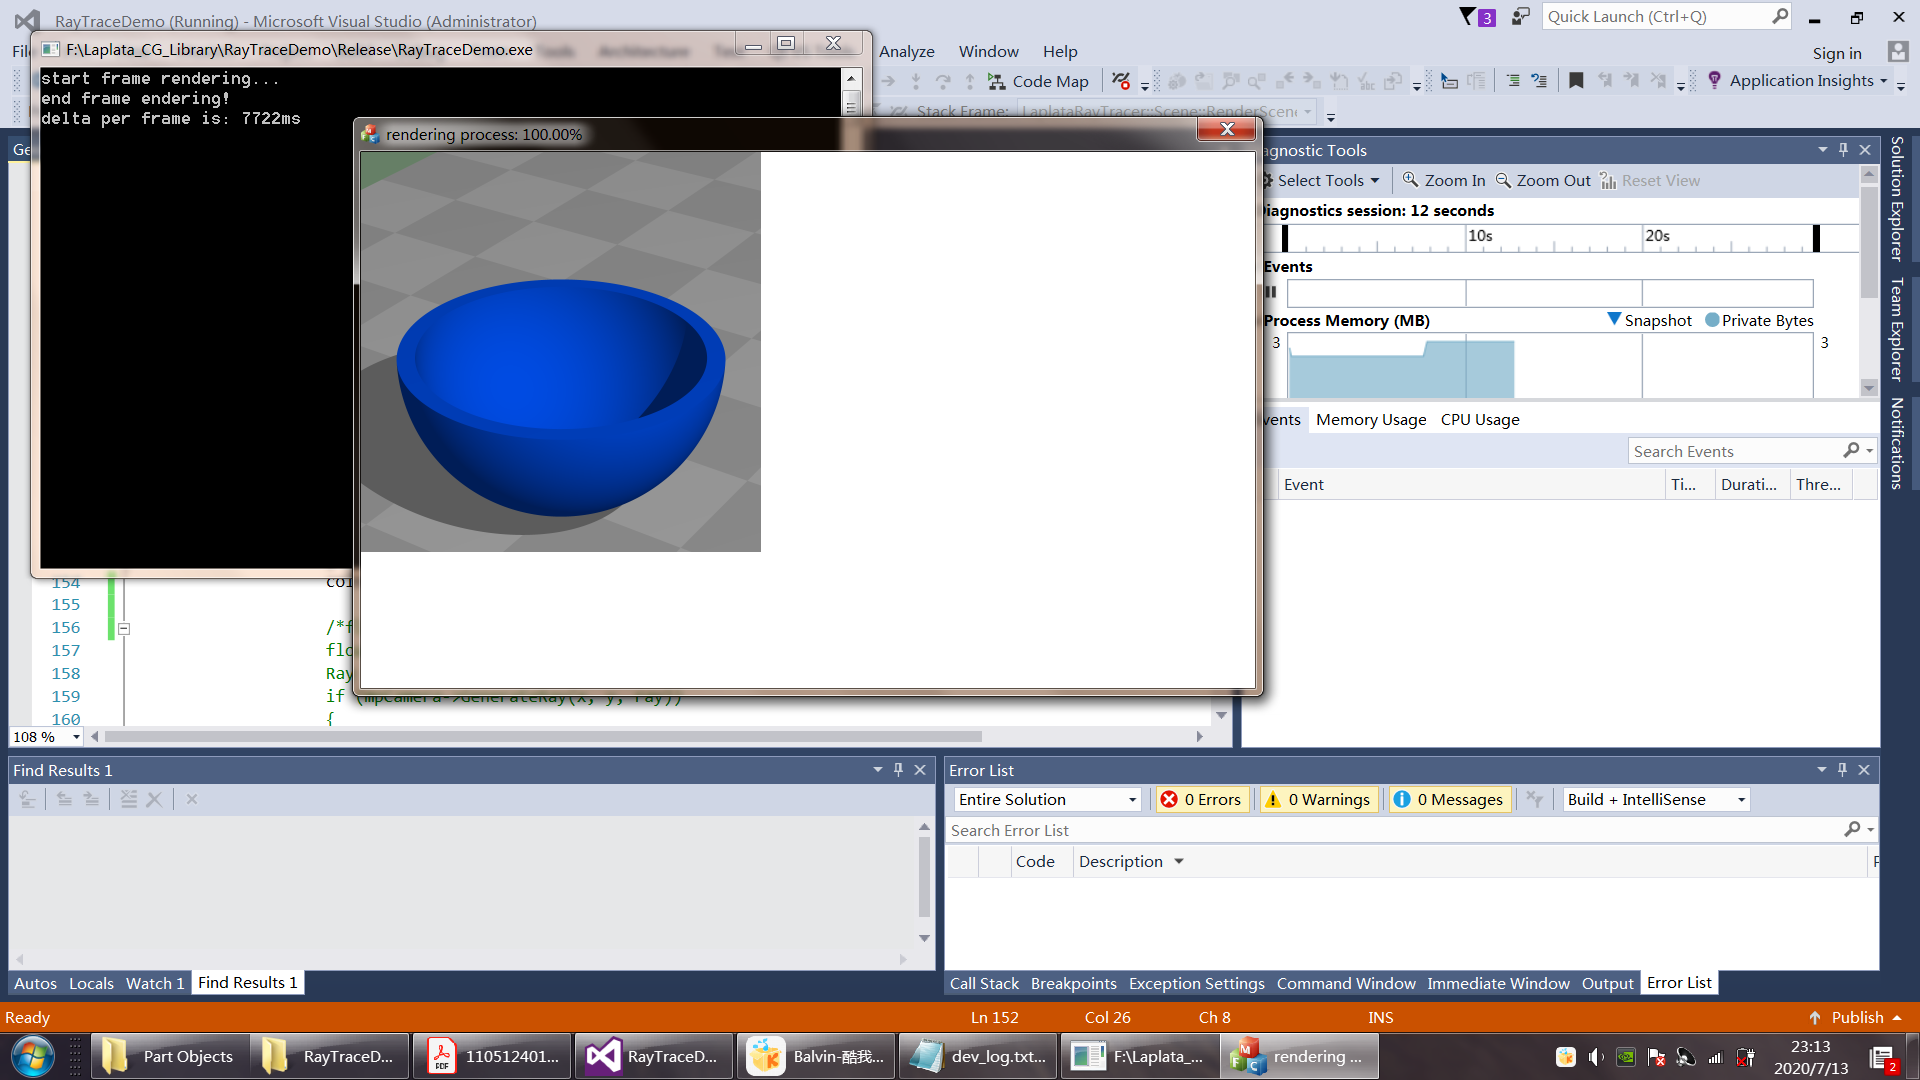 RayTraceDemo (Running) - Microsoft Visual Studio (Administrator)
3
Quick Launch (Ctrl+Q)
F:\Laplata_CG_Library\RayTraceDemo\Release\RayTraceDemo.exe
Analyze
Window
Help
Sign in
Code Map
Application Insights
start frame rendering...
end frame endering!
delta per frame is: 7722ms
Stack Frame:
LaplataRayTracer::Scene::RenderScene
rendering process: 100.00%
agnostic Tools
Select Tools
Zoom In
Zoom Out
Reset View
Diagnostics session: 12 seconds
10s
20s
Events
Process Memory (MB)
Snapshot
Private Bytes
3
3
Memory Usage
CPU Usage
Search Events
Event
Ti...
Durati...
Thre...
Solution Explorer
Team Explorer
Notifications
154
155
156 /*f
157 flo
158 Ray
159 if (mpCamera->GenerateRay(x, y, ray))
160 {
108 %
Find Results 1
Autos
Locals
Watch 1
Find Results 1
Error List
Entire Solution
0 Errors
0 Warnings
0 Messages
Build + IntelliSense
Search Error List
Code
Description
Call Stack
Breakpoints
Exception Settings
Command Window
Immediate Window
Output
Error List
Ready
Ln 152
Col 26
Ch 8
INS
Publish
Part Objects
RayTraceD...
110512401...
RayTraceD...
Balvin-酷我...
dev_log.txt...
F:\Laplata_...
rendering ...
23:13
2020/7/13
2